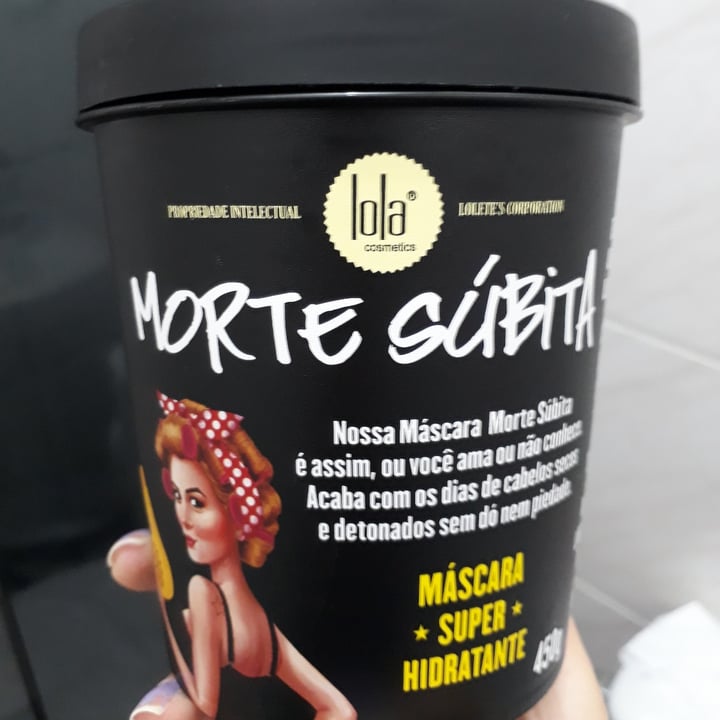 PROPRIEDADE INTELECTUAL
lola®
cosmetics
LOLETE'S CORPORATION
MORTE SÚBITA
Nossa Máscara Morte Súbita
é assim, ou você ama ou não conhece.
Acaba com os dias de cabelos secos
e detonados sem dó nem piedade.
MÁSCARA
★ SUPER ★
HIDRATANTE
450g